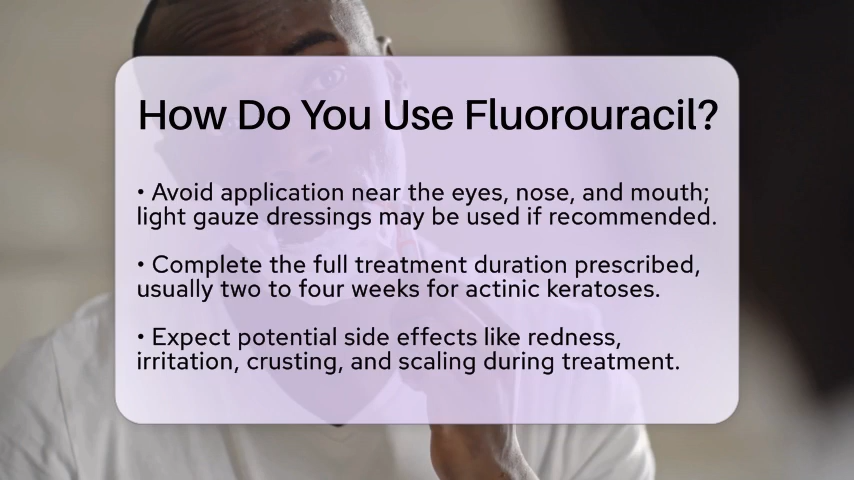 How Do You Use Fluorouracil?
• Avoid application near the eyes, nose, and mouth;
light gauze dressings may be used if recommended.
• Complete the full treatment duration prescribed,
usually two to four weeks for actinic keratoses.
• Expect potential side effects like redness,
irritation, crusting, and scaling during treatment.